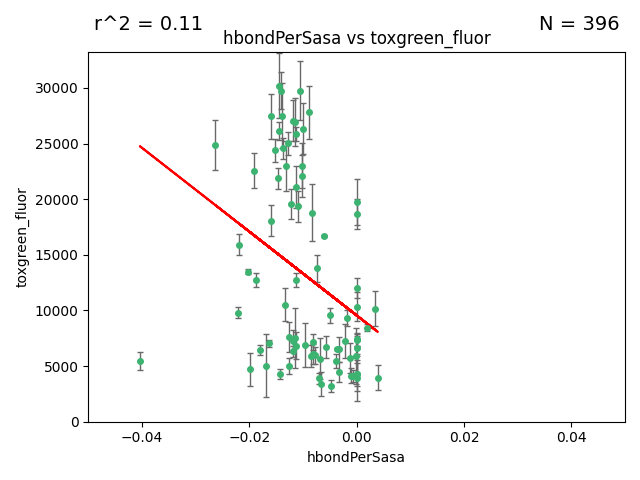 r^2 = 0.11
N = 396
hbondPerSasa vs toxgreen_fluor
toxgreen_fluor
30000
25000
20000
15000
10000
5000
0
−0.04
−0.02
0.00
0.02
0.04
hbondPerSasa